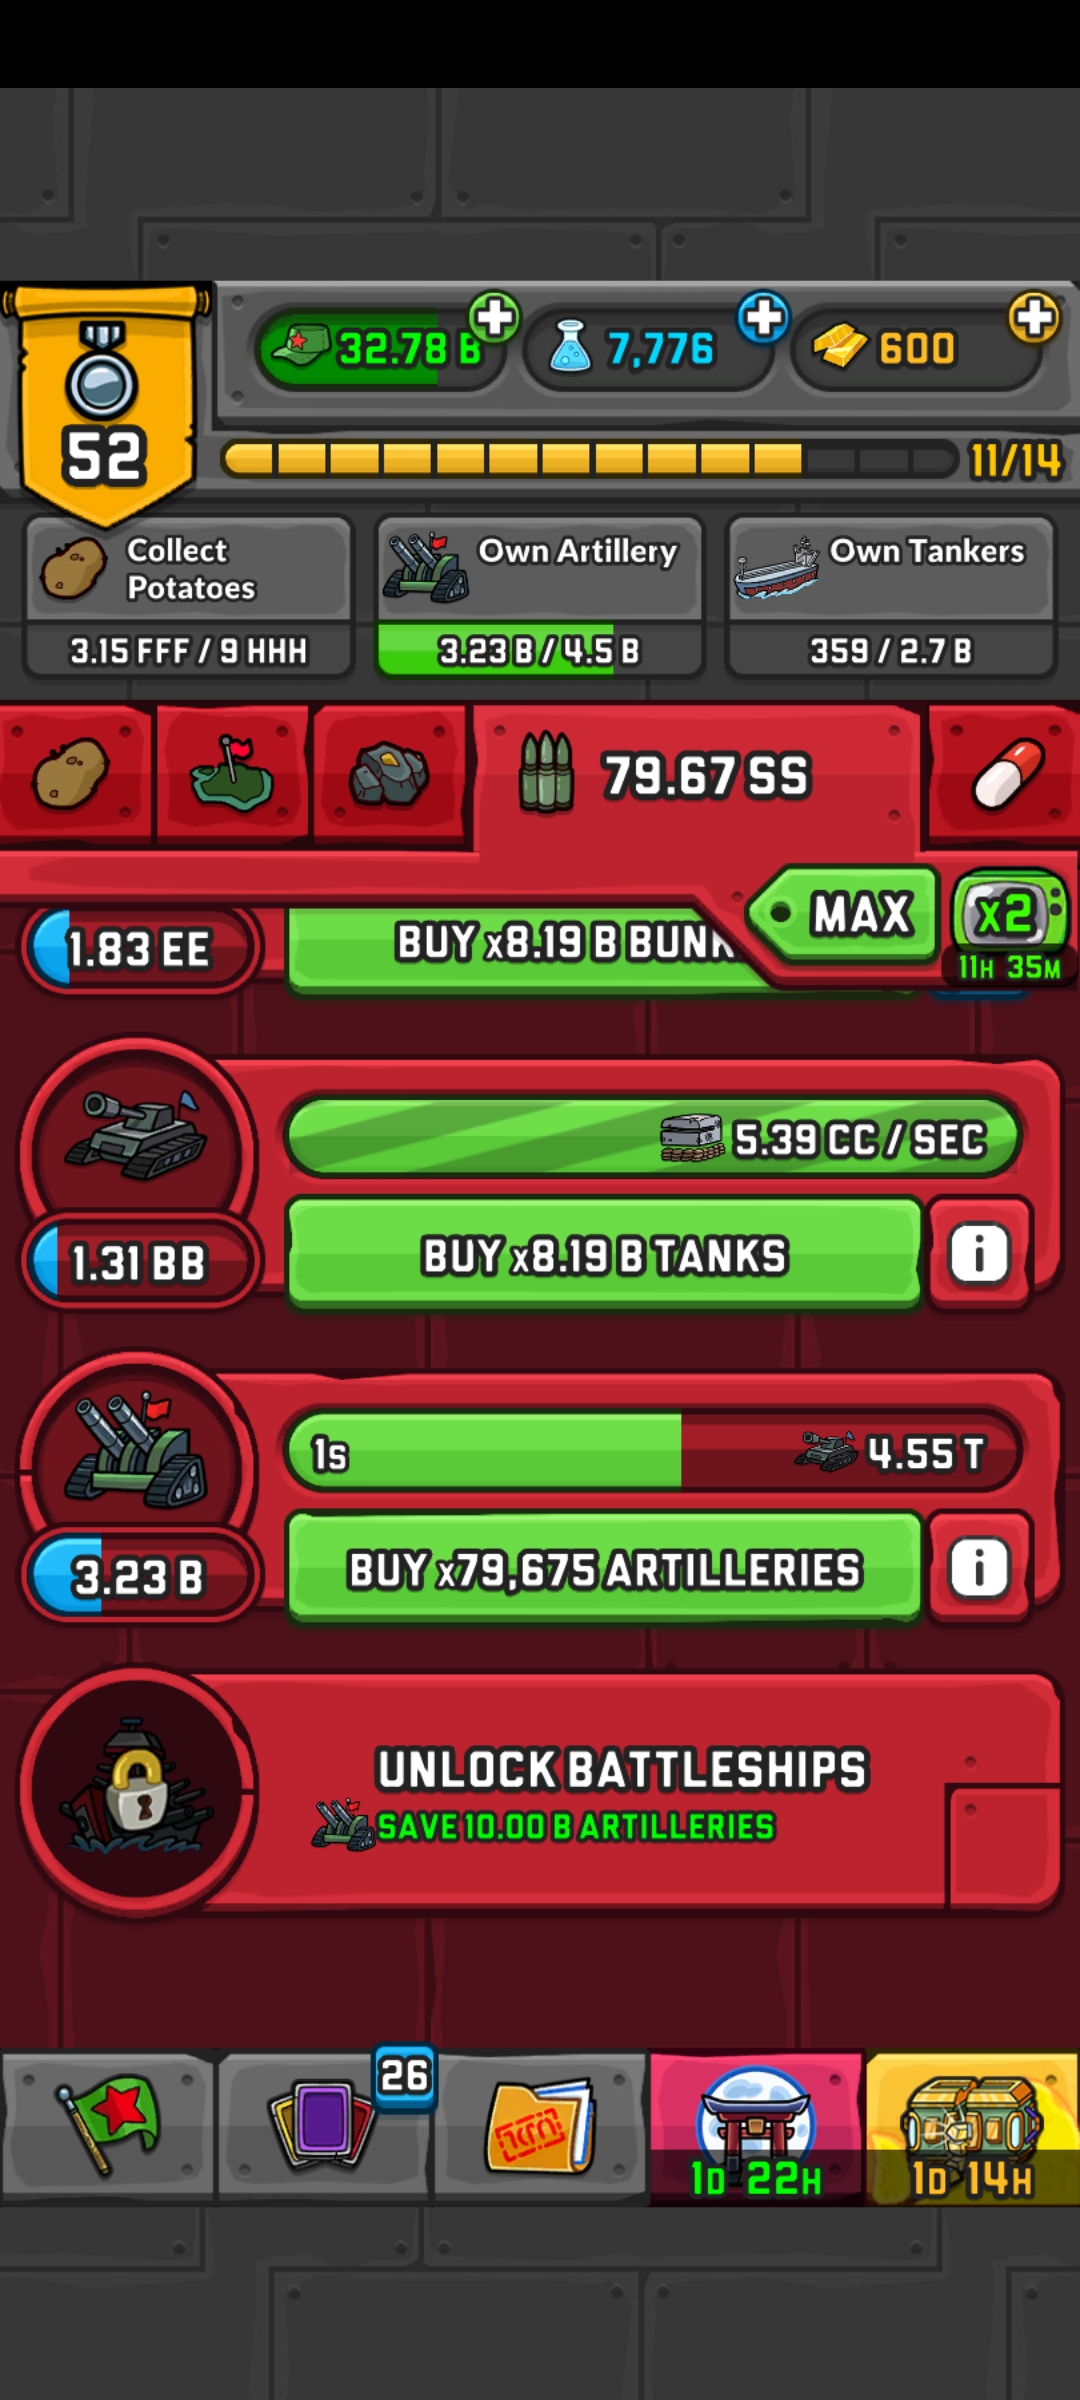 32.78 B
7,776
600
52
11/14
Collect
Potatoes
Own Artillery
Own Tankers
3.15 FFF / 9 HHH
3.23 B / 4.5 B
359 / 2.7 B
79.67 SS
MAX
x2
11H 35M
1.83 EE
BUY x8.19 B
5.39 CC / SEC
1.31 BB
BUY x8.19 B TANKS
i
1s
4.55 T
3.23 B
BUY x79,675 ARTILLERIES
i
UNLOCK BATTLESHIPS
SAVE 10.00 B ARTILLERIES
26
1D 22H
1D 14H